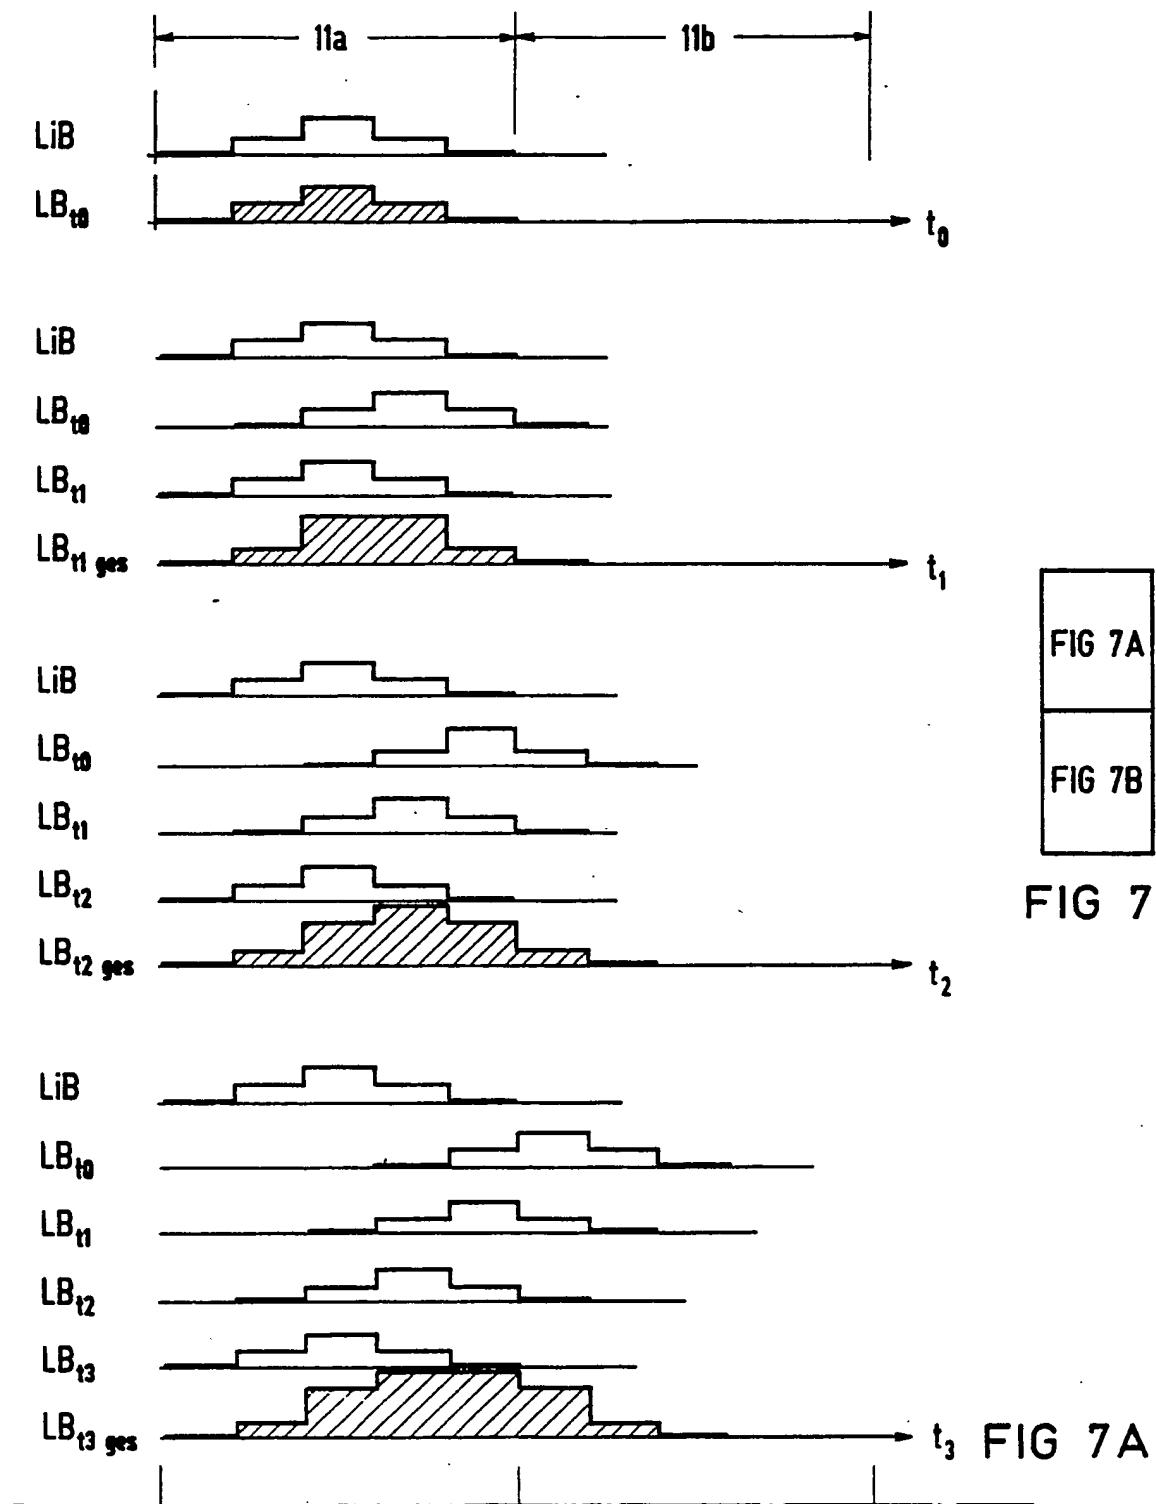 11a 11b
LiB
LBt0
t0
LiB
LBt0
LBt1
LBt1 ges
t1
LiB
LBt0
LBt1
LBt2
LBt2 ges
t2
FIG 7A
FIG 7B
FIG 7
LiB
LBt0
LBt1
LBt2
LBt3
LBt3 ges
t3 FIG 7A